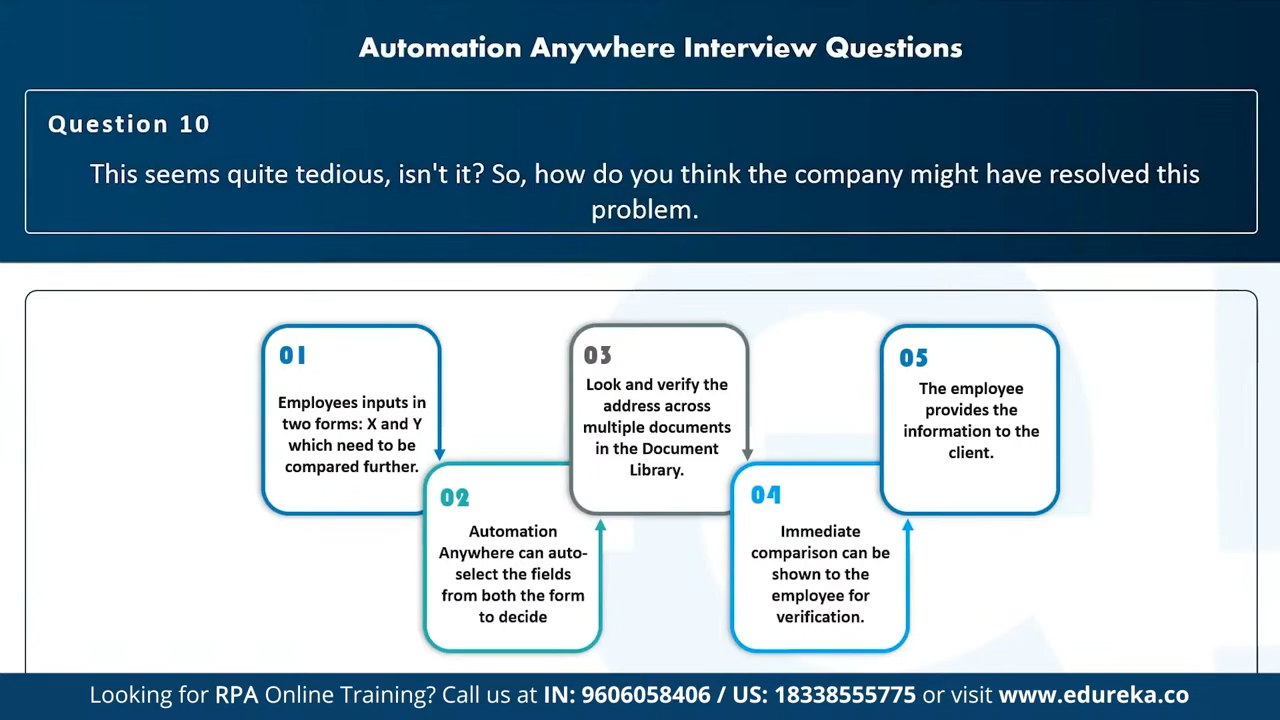 Automation Anywhere Interview Questions
Question 10
This seems quite tedious, isn't it? So, how do you think the company might have resolved this
problem.
01
Employees inputs in
two forms: X and Y
which need to be
compared further.
02
Automation
Anywhere can auto-
select the fields
from both the form
to decide
03
Look and verify the
address across
multiple documents
in the Document
Library.
04
Immediate
comparison can be
shown to the
employee for
verification.
05
The employee
provides the
information to the
client.
Looking for RPA Online Training? Call us at IN: 9606058406 / US: 18338555775 or visit www.edureka.co